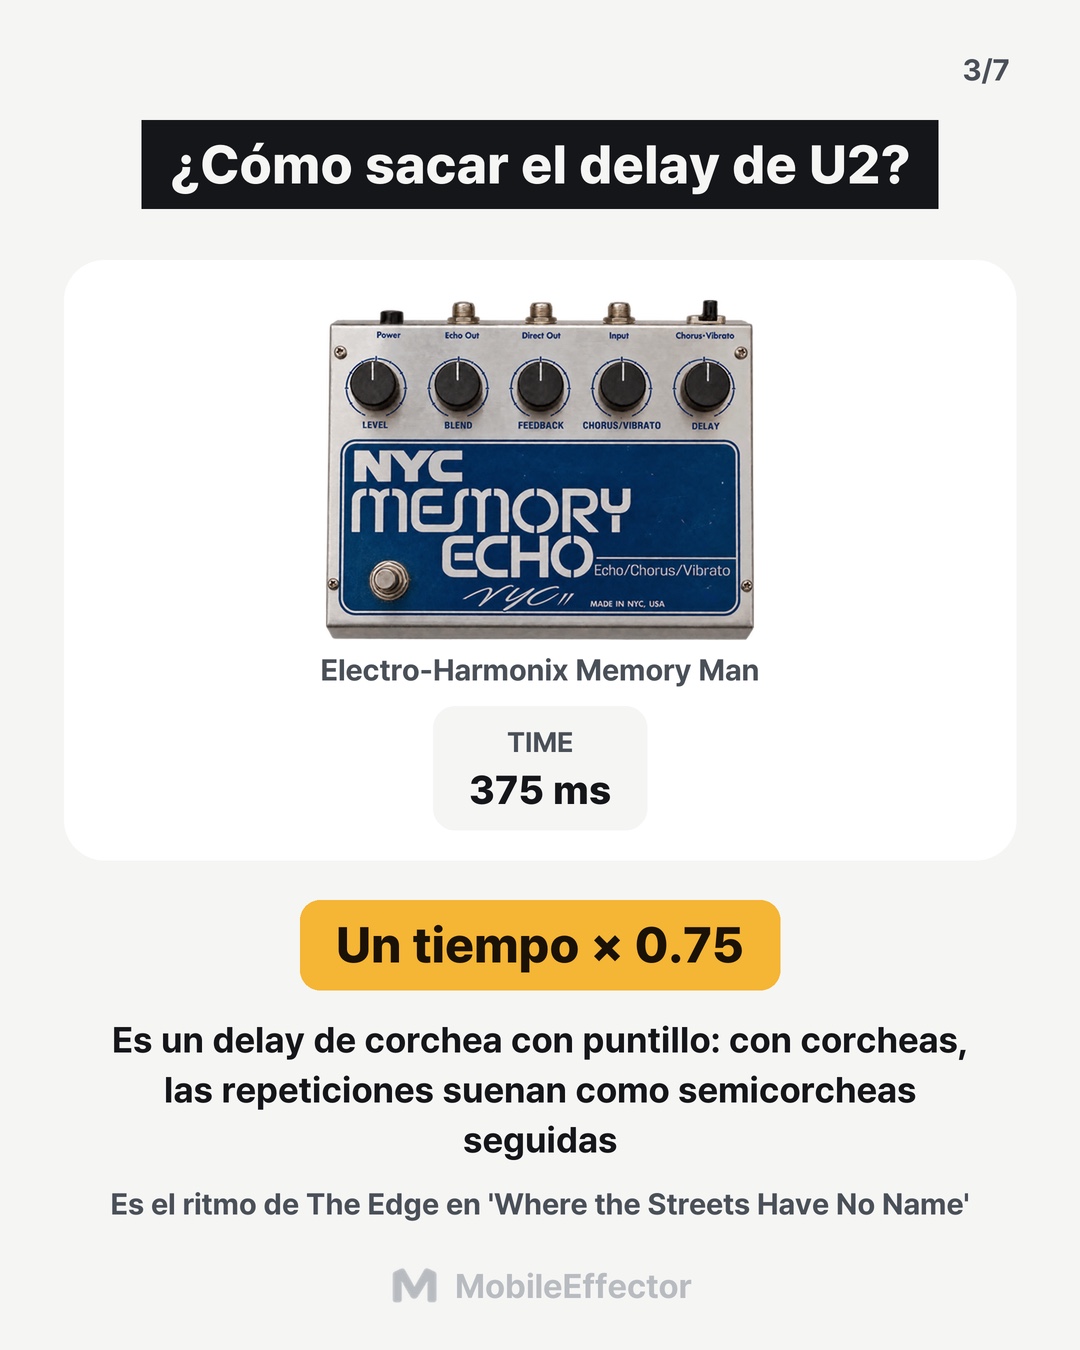 3/7
¿Cómo sacar el delay de U2?
Power Echo Out Direct Out Input Chorus·Vibrato
LEVEL BLEND FEEDBACK CHORUS/VIBRATO DELAY
NYC
MEMORY
ECHO
Echo/Chorus/Vibrato
NYC II MADE IN NYC, USA
Electro-Harmonix Memory Man
TIME
375 ms
Un tiempo × 0.75
Es un delay de corchea con puntillo: con corcheas,
las repeticiones suenan como semicorcheas
seguidas
Es el ritmo de The Edge en 'Where the Streets Have No Name'
MobileEffector